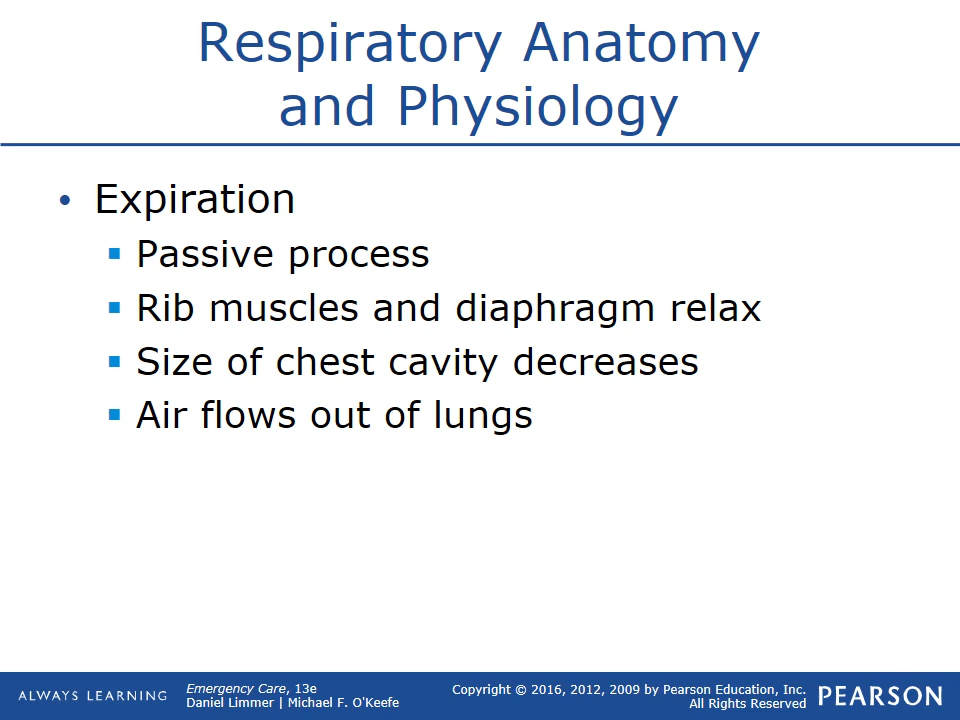 Respiratory Anatomy
and Physiology
• Expiration
▪ Passive process
▪ Rib muscles and diaphragm relax
▪ Size of chest cavity decreases
▪ Air flows out of lungs
ALWAYS LEARNING
Emergency Care, 13e
Daniel Limmer | Michael F. O'Keefe
Copyright © 2016, 2012, 2009 by Pearson Education, Inc.
All Rights Reserved
PEARSON